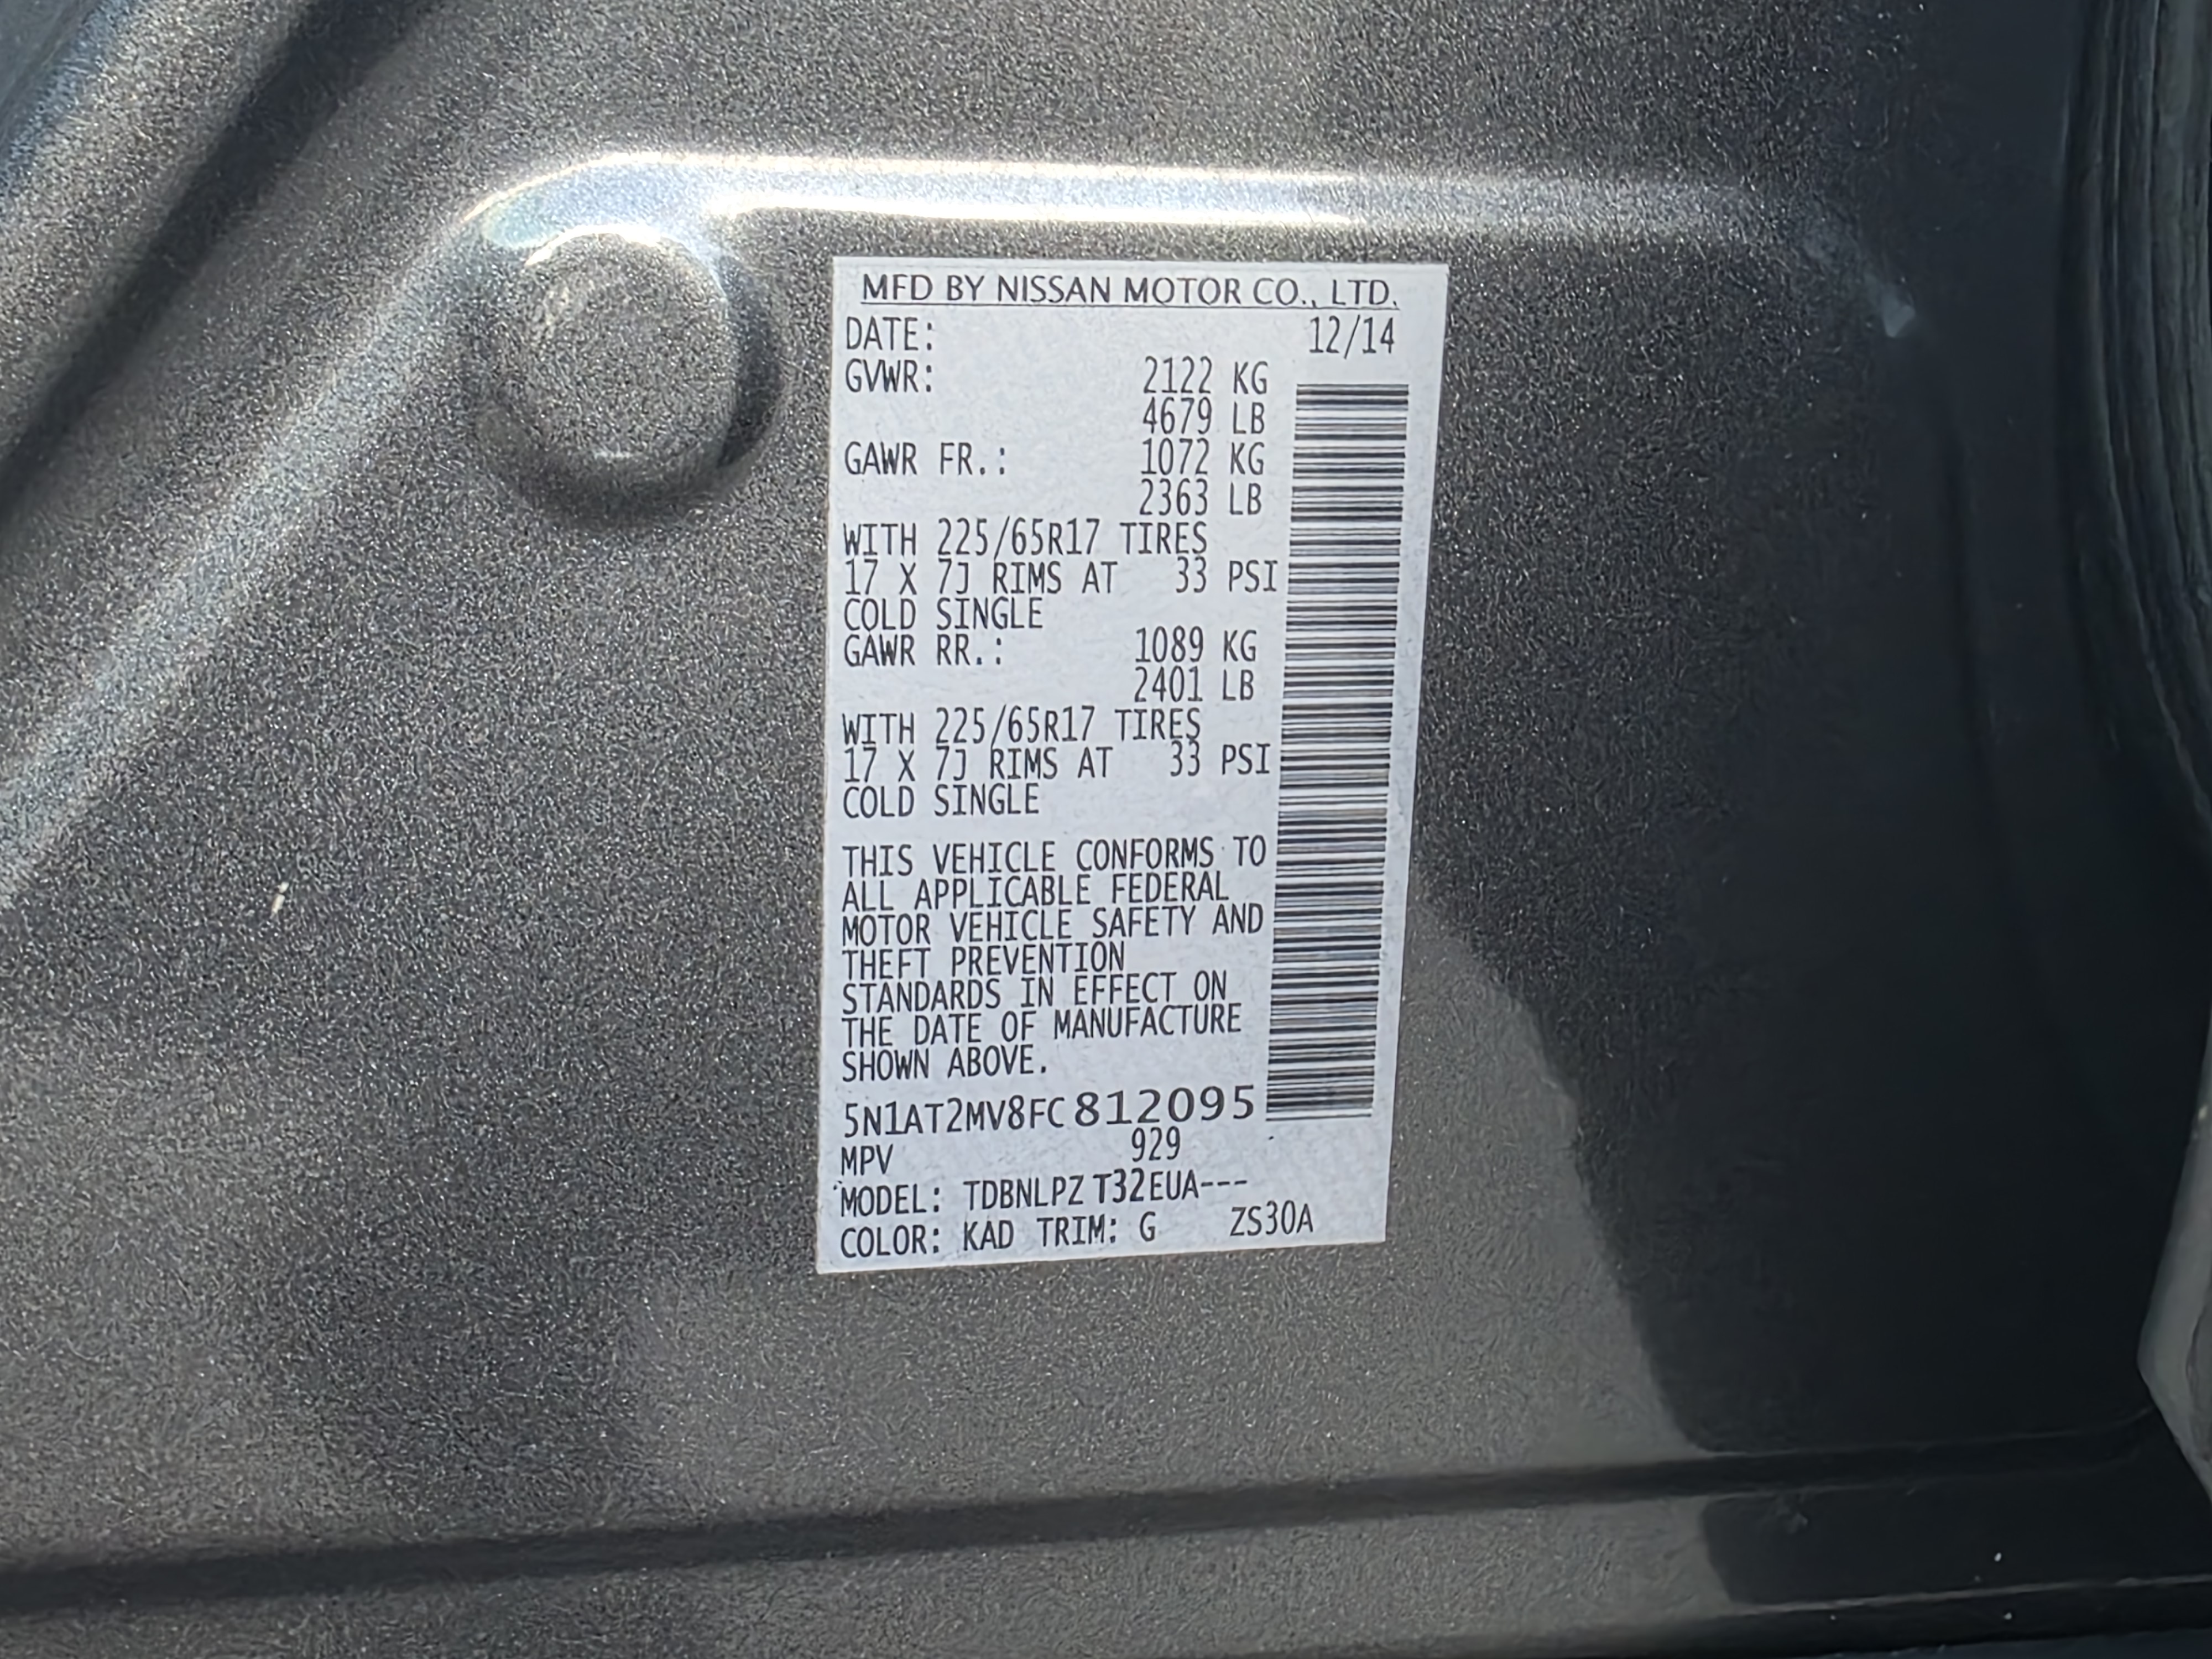 MFD BY NISSAN MOTOR CO., LTD.
DATE: 12/14
GVWR: 2122 KG
4679 LB
GAWR FR.: 1072 KG
2363 LB
WITH 225/65R17 TIRES
17 X 7J RIMS AT 33 PSI
COLD SINGLE
GAWR RR.: 1089 KG
2401 LB
WITH 225/65R17 TIRES
17 X 7J RIMS AT 33 PSI
COLD SINGLE
THIS VEHICLE CONFORMS TO
ALL APPLICABLE FEDERAL
MOTOR VEHICLE SAFETY AND
THEFT PREVENTION
STANDARDS IN EFFECT ON
THE DATE OF MANUFACTURE
SHOWN ABOVE.
5N1AT2MV8FC812095
MPV 929
MODEL: TDBNLPZ T32EUA---
COLOR: KAD TRIM: G ZS30A